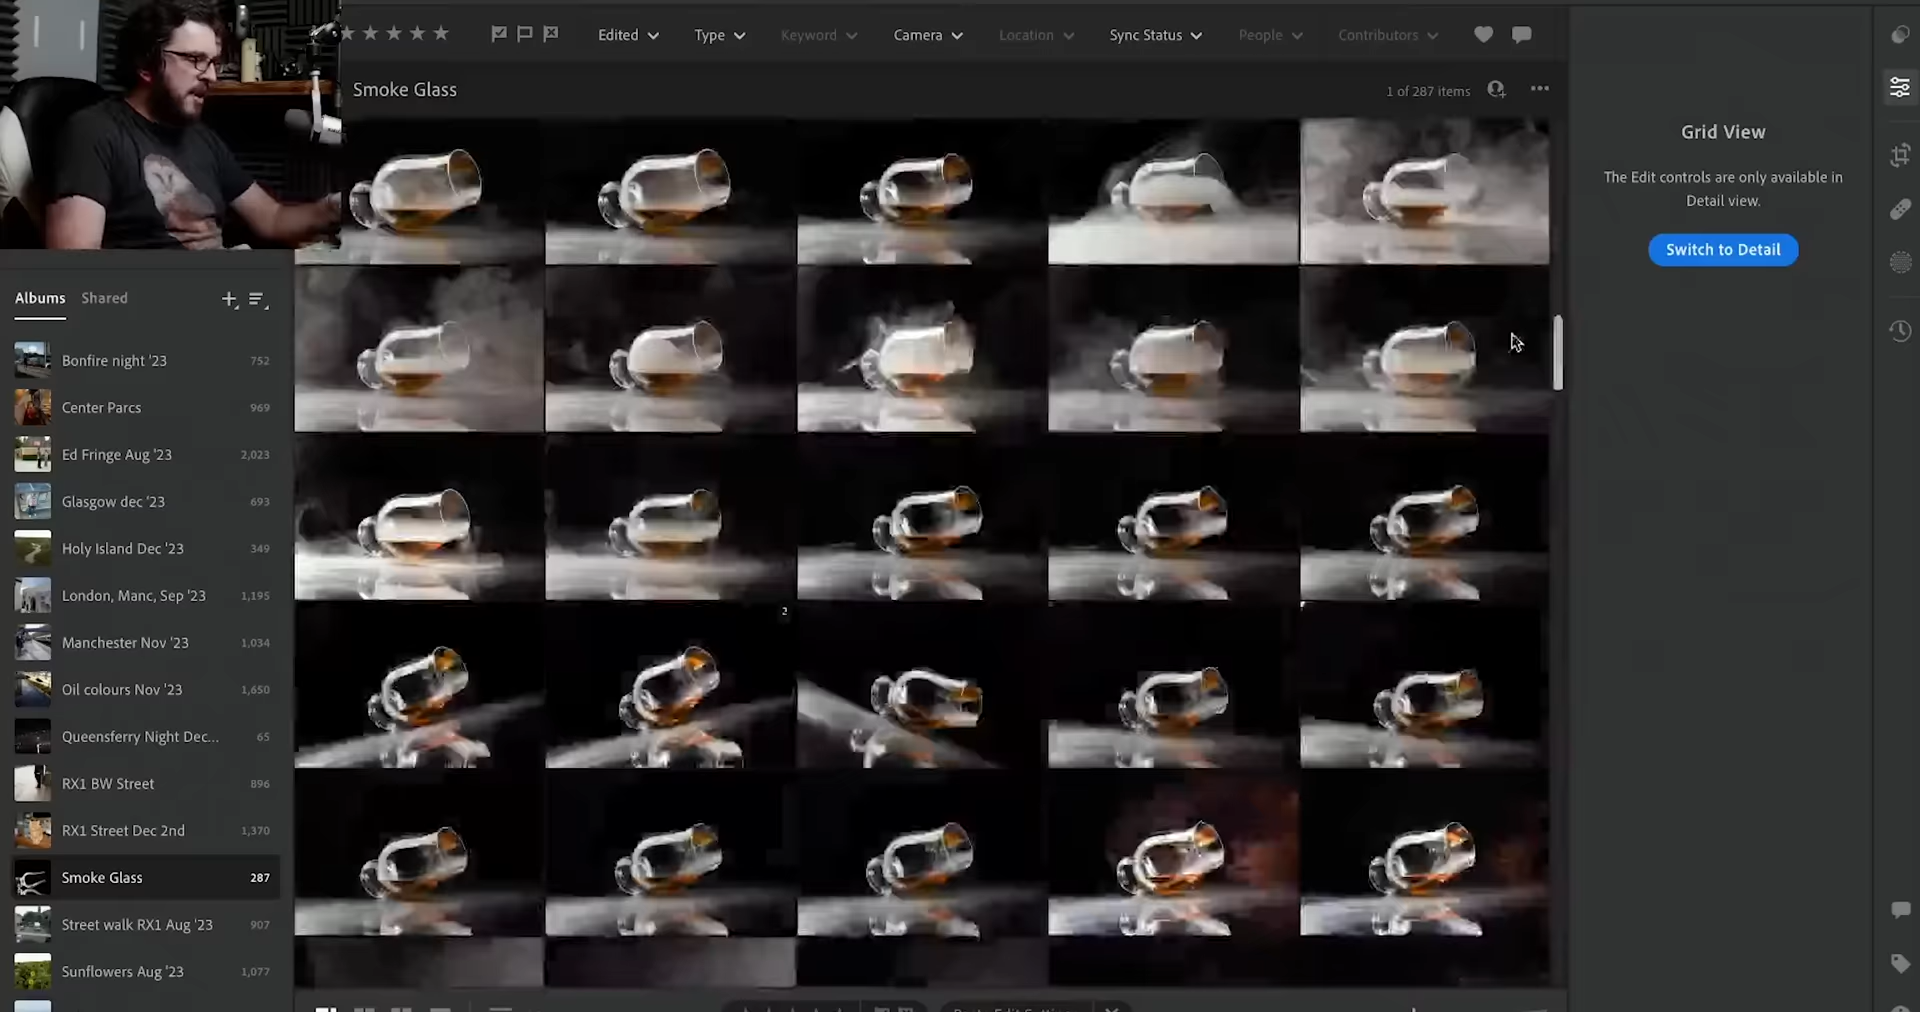 Edited Type Keyword Camera Location Sync Status People Contributors
Smoke Glass
1 of 287 items
Grid View
The Edit controls are only available in
Detail view.
Switch to Detail
Albums Shared
Bonfire night '23 752
Center Parcs 969
Ed Fringe Aug '23 2,023
Glasgow dec '23 693
Holy Island Dec '23 349
London, Manc, Sep '23 1,195
Manchester Nov '23 1,034
Oil colours Nov '23 1,650
Queensferry Night Dec... 65
RX1 BW Street 896
RX1 Street Dec 2nd 1,370
Smoke Glass 287
Street walk RX1 Aug '23 907
Sunflowers Aug '23 1,077
2